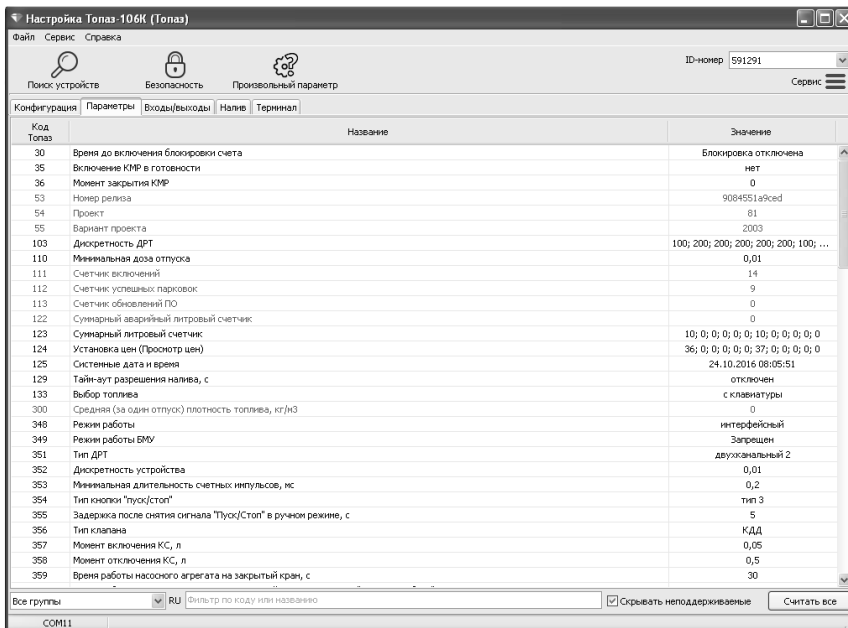 Настройка Топаз-106К (Топаз)
Файл Сервис Справка
Поиск устройств Безопасность Произвольный параметр
ID-номер 591291
Сервис
Конфигурация Параметры Входы/выходы Налив Терминал
Код Топаз Название Значение
30 Время до включения блокировки счета Блокировка отключена
35 Включение КМР в готовности нет
36 Момент закрытия КМР 0
53 Номер релиза 9084551a9ced
54 Проект 81
55 Вариант проекта 2003
103 Дискретность ДРТ 100; 200; 200; 200; 200; 200; 100; ...
110 Минимальная доза отпуска 0,01
111 Счетчик включений 14
112 Счетчик успешных парковок 9
113 Счетчик обновлений ПО 0
122 Суммарный аварийный литровый счетчик 0
123 Суммарный литровый счетчик 10; 0; 0; 0; 0; 10; 0; 0; 0; 0; 0
124 Установка цен (Просмотр цен) 36; 0; 0; 0; 0; 37; 0; 0; 0; 0; 0
125 Системные дата и время 24.10.2016 08:05:51
129 Тайм-аут разрешения налива, с отключен
133 Выбор топлива с клавиатуры
300 Средняя (за один отпуск) плотность топлива, кг/м3 0
348 Режим работы интерфейсный
349 Режим работы БМУ Запрещен
351 Тип ДРТ двухканальный 2
352 Дискретность устройства 0,01
353 Минимальная длительность счетных импульсов, мс 0,2
354 Тип кнопки "пуск/стоп" тип 3
355 Задержка после снятия сигнала "Пуск/Стоп" в ручном режиме, с 5
356 Тип клапана КДД
357 Момент включения КС, л 0,05
358 Момент отключения КС, л 0,5
359 Время работы насосного агрегата на закрытый кран, с 30
Все группы RU Фильтр по коду или названию Скрывать неподдерживаемые Считать все
COM11